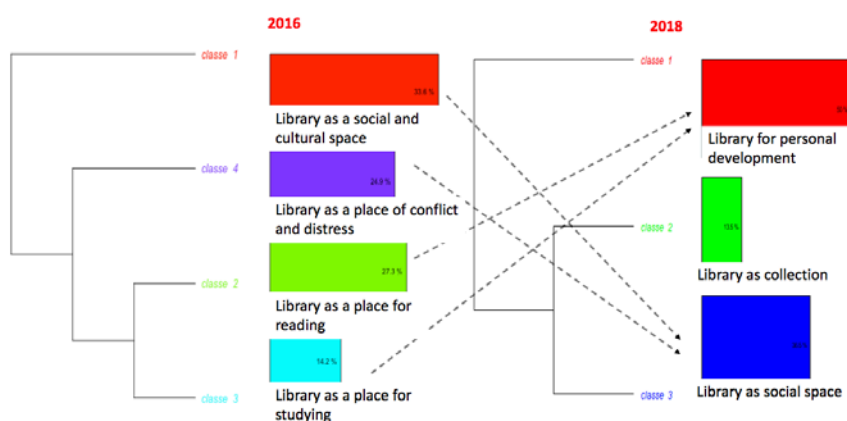 2016
2018
classe 1
33.6 %
Library as a social and
cultural space
classe 4
24.9 %
Library as a place of conflict
and distress
classe 2
27.3 %
Library as a place for
reading
classe 3
14.2 %
Library as a place for
studying
classe 1
Library for personal
development
classe 2
13.5 %
Library as collection
classe 3
Library as social space